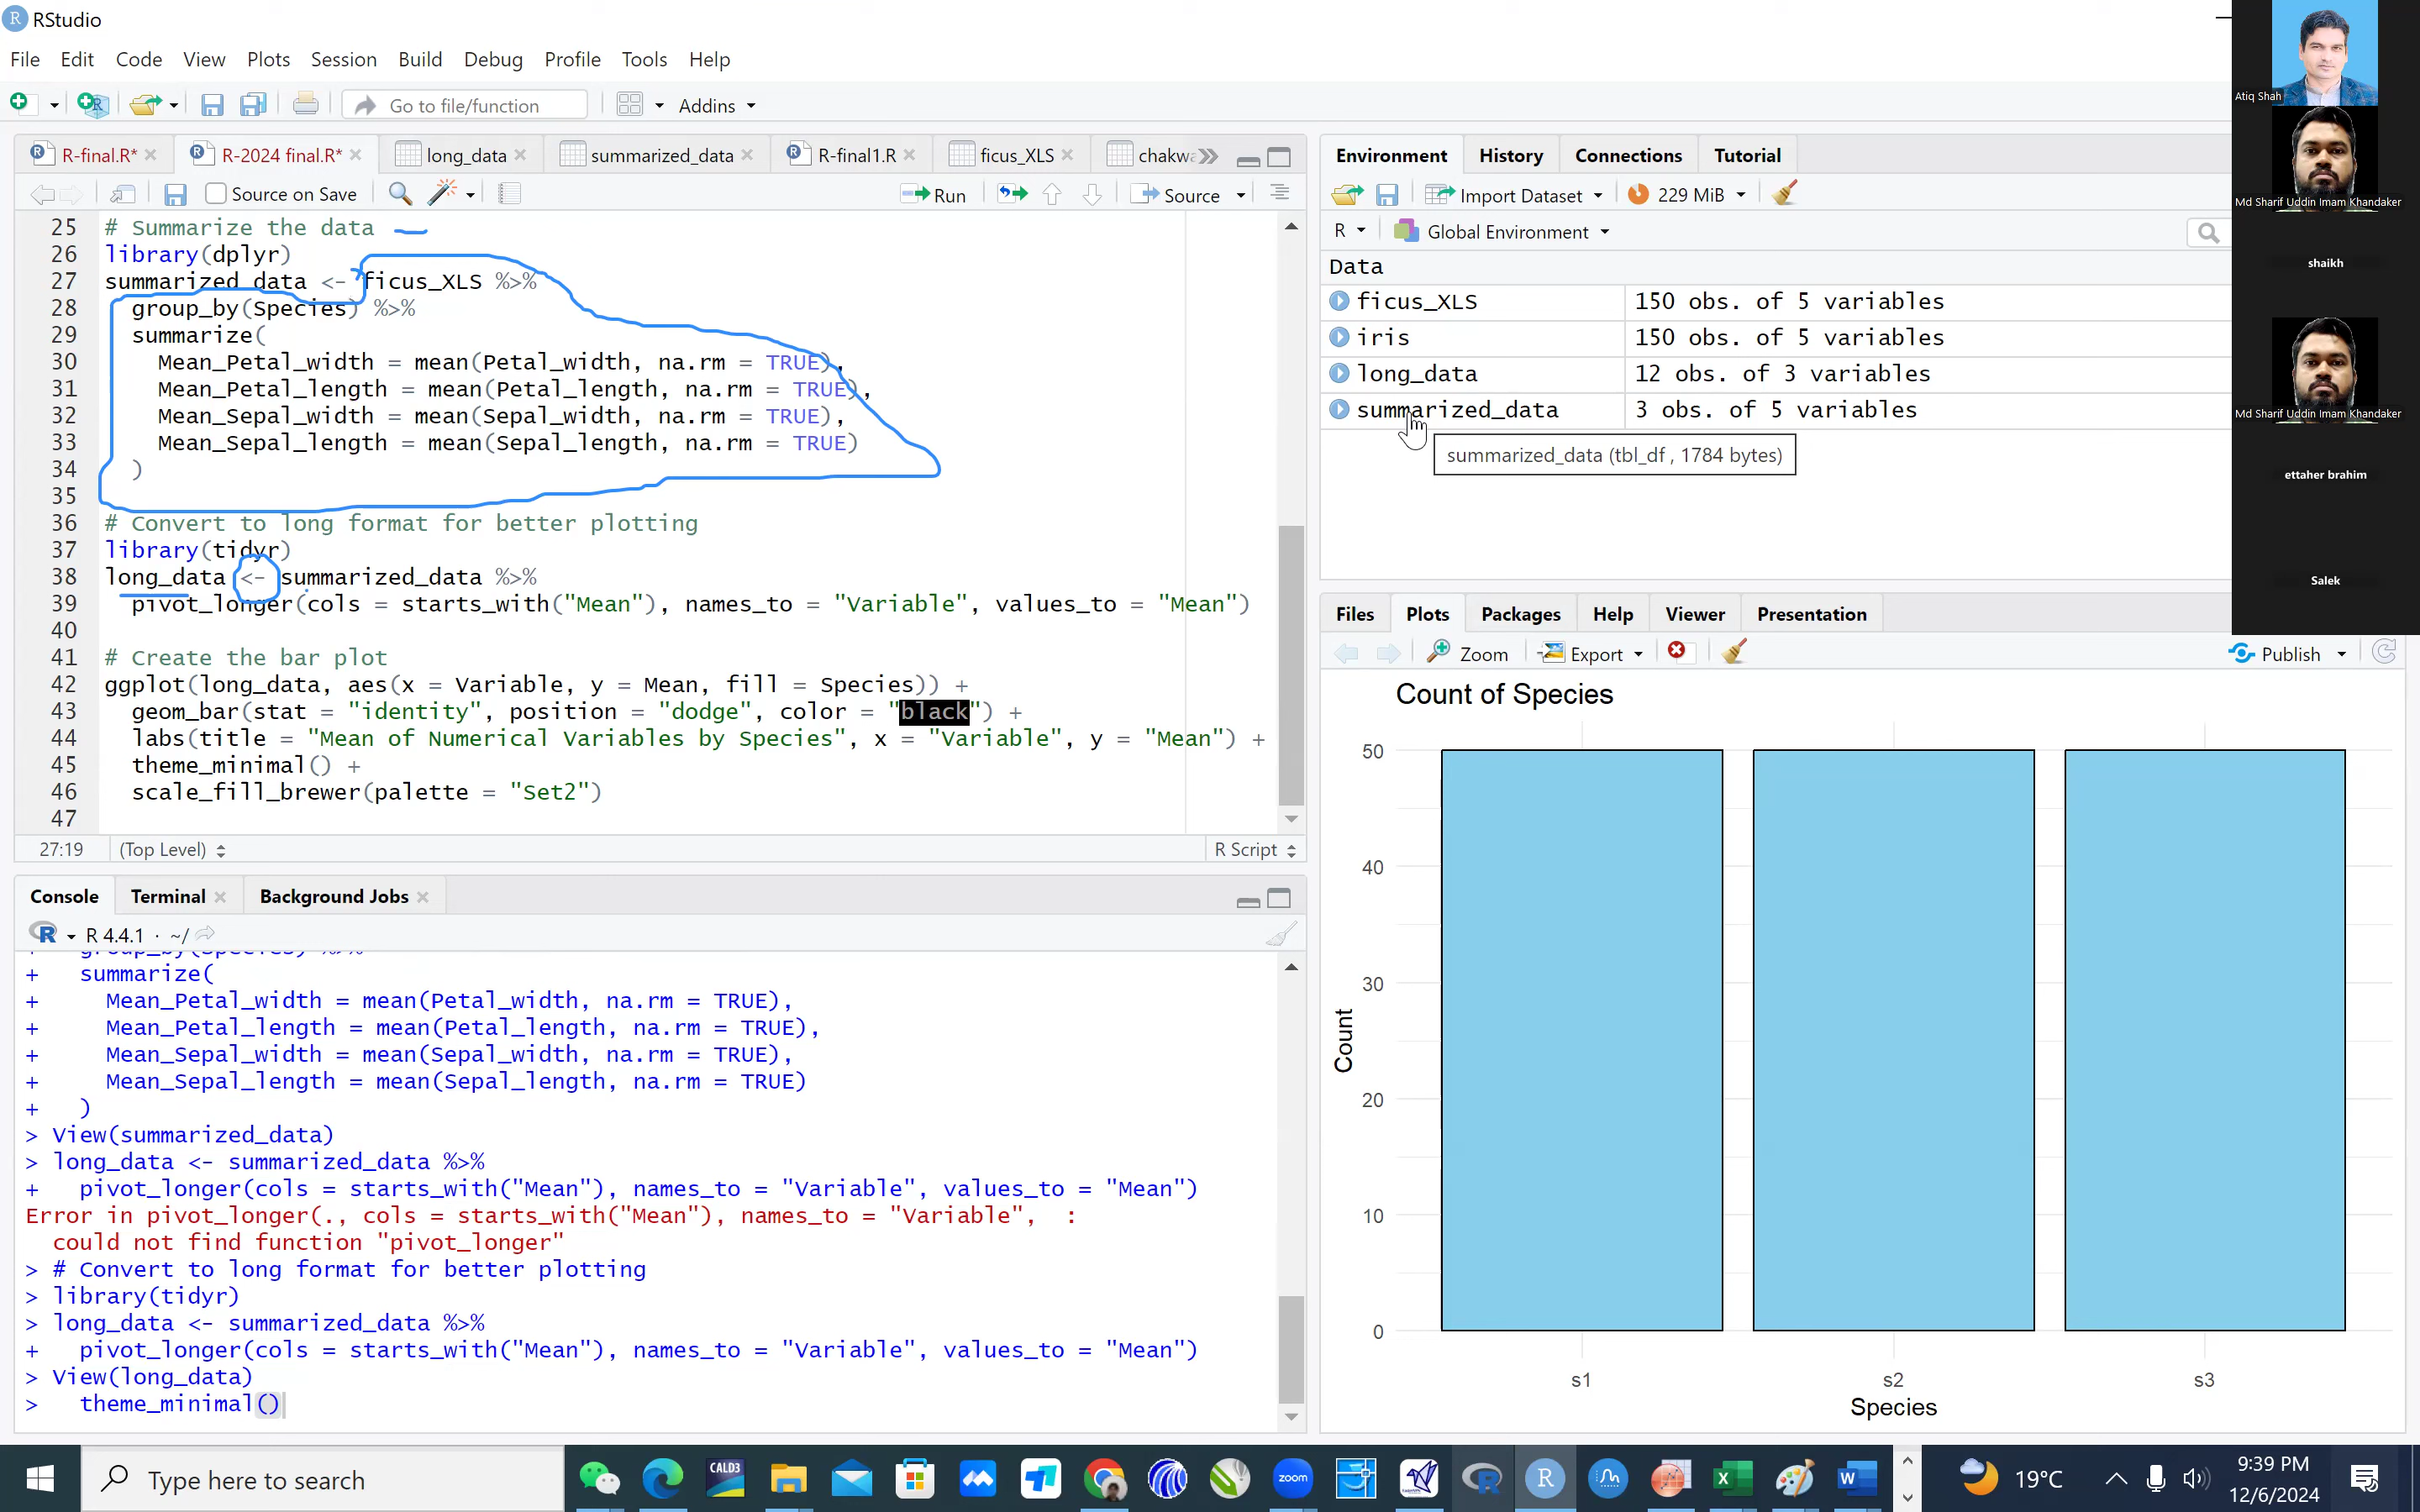 RStudio
File Edit Code View Plots Session Build Debug Profile Tools Help
Go to file/function Addins
R-final.R* R-2024 final.R* long_data summarized_data R-final1.R ficus_XLS
Source on Save Run Source
25 # Summarize the data
26 library(dplyr)
27 summarized_data <- ficus_XLS %>%
28 group_by(Species) %>%
29 summarize(
30 Mean_Petal_width = mean(Petal_width, na.rm = TRUE),
31 Mean_Petal_length = mean(Petal_length, na.rm = TRUE),
32 Mean_Sepal_width = mean(Sepal_width, na.rm = TRUE),
33 Mean_Sepal_length = mean(Sepal_length, na.rm = TRUE)
34 )
35
36 # Convert to long format for better plotting
37 library(tidyr)
38 long_data <- summarized_data %>%
39 pivot_longer(cols = starts_with("Mean"), names_to = "Variable", values_to = "Mean")
40
41 # Create the bar plot
42 ggplot(long_data, aes(x = Variable, y = Mean, fill = Species)) +
43 geom_bar(stat = "identity", position = "dodge", color = "black") +
44 labs(title = "Mean of Numerical Variables by Species", x = "Variable", y = "Mean") +
45 theme_minimal() +
46 scale_fill_brewer(palette = "Set2")
47
27:19 (Top Level) R Script
Console Terminal Background Jobs
R 4.4.1 · ~/
+ summarize(
+ Mean_Petal_width = mean(Petal_width, na.rm = TRUE),
+ Mean_Petal_length = mean(Petal_length, na.rm = TRUE),
+ Mean_Sepal_width = mean(Sepal_width, na.rm = TRUE),
+ Mean_Sepal_length = mean(Sepal_length, na.rm = TRUE)
+ )
> View(summarized_data)
> long_data <- summarized_data %>%
+ pivot_longer(cols = starts_with("Mean"), names_to = "Variable", values_to = "Mean")
Error in pivot_longer(., cols = starts_with("Mean"), names_to = "Variable", :
could not find function "pivot_longer"
> # Convert to long format for better plotting
> library(tidyr)
> long_data <- summarized_data %>%
+ pivot_longer(cols = starts_with("Mean"), names_to = "Variable", values_to = "Mean")
> View(long_data)
> theme_minimal()
Environment History Connections Tutorial
Import Dataset 229 MiB
R Global Environment
Data
ficus_XLS 150 obs. of 5 variables
iris 150 obs. of 5 variables
long_data 12 obs. of 3 variables
summarized_data 3 obs. of 5 variables
summarized_data (tbl_df , 1784 bytes)
Files Plots Packages Help Viewer Presentation
Zoom Export Publish
Count of Species
50
40
30
20
10
0
Count
s1 s2 s3
Species
Atiq Shah
Md Sharif Uddin Imam Khandaker
shaikh
Md Sharif Uddin Imam Khandaker
ettaher brahim
Salek
Type here to search
CALD3
zoom
19°C
9:39 PM
12/6/2024